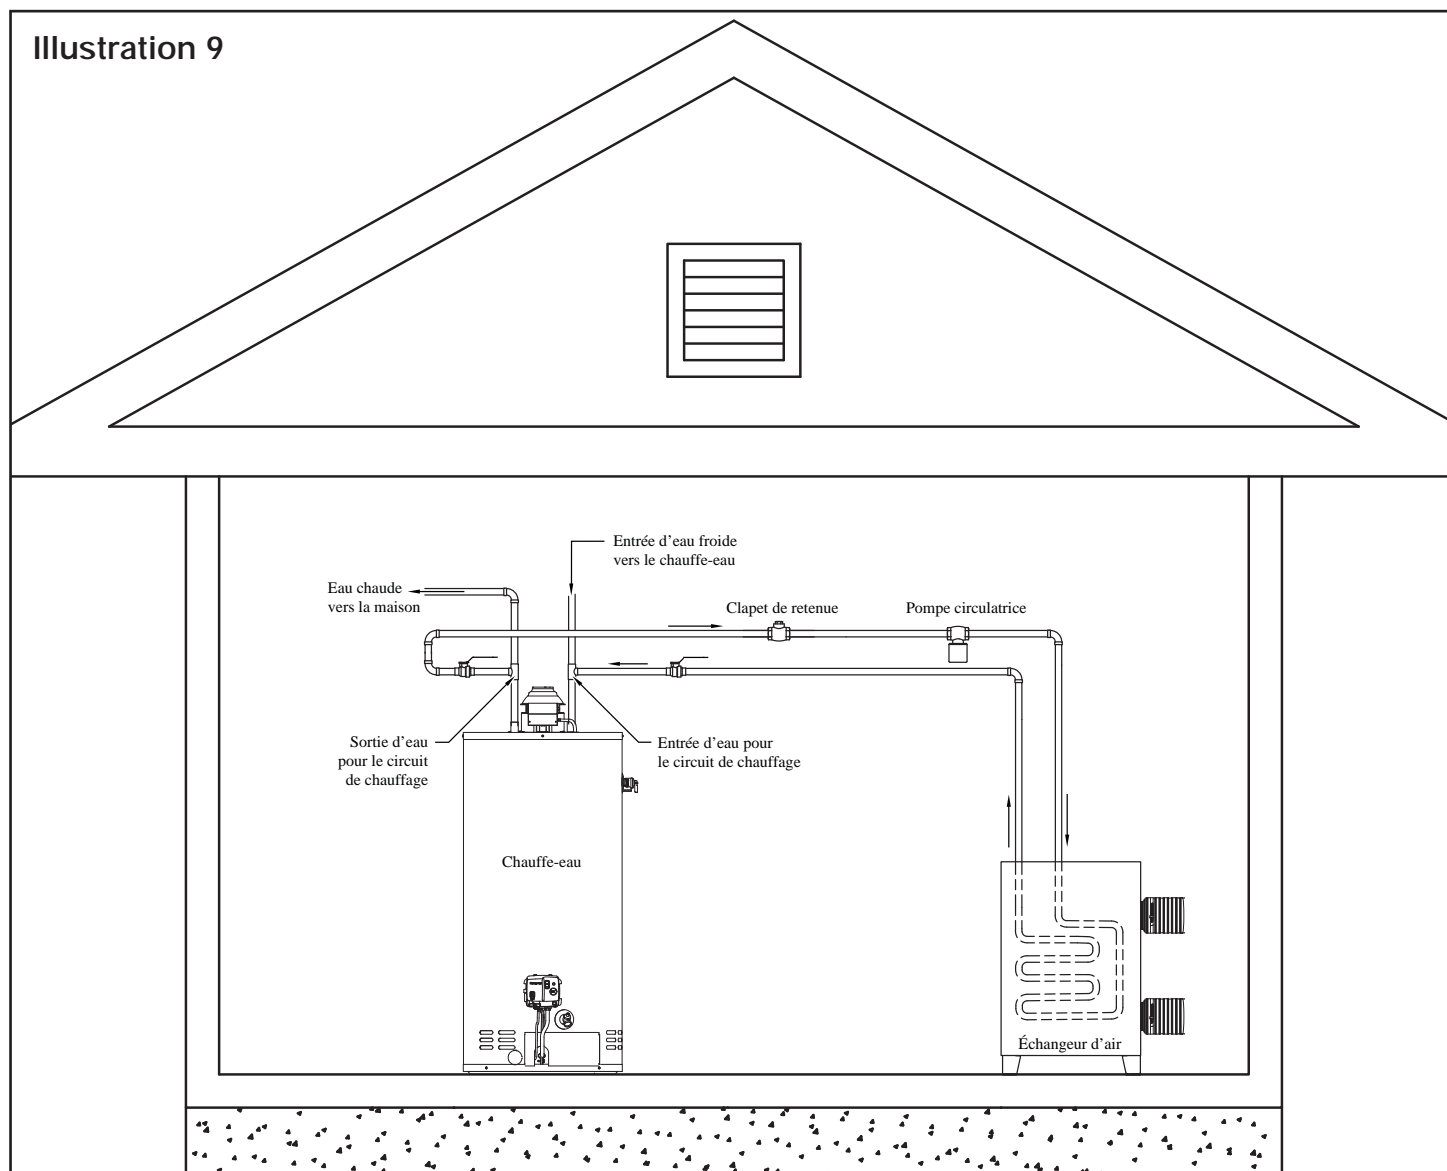 Illustration 9
Entrée d’eau froide
vers le chauffe-eau
Eau chaude
vers la maison
Clapet de retenue
Pompe circulatrice
Sortie d’eau
pour le circuit
de chauffage
Entrée d’eau pour
le circuit de chauffage
Chauffe-eau
Échangeur d’air